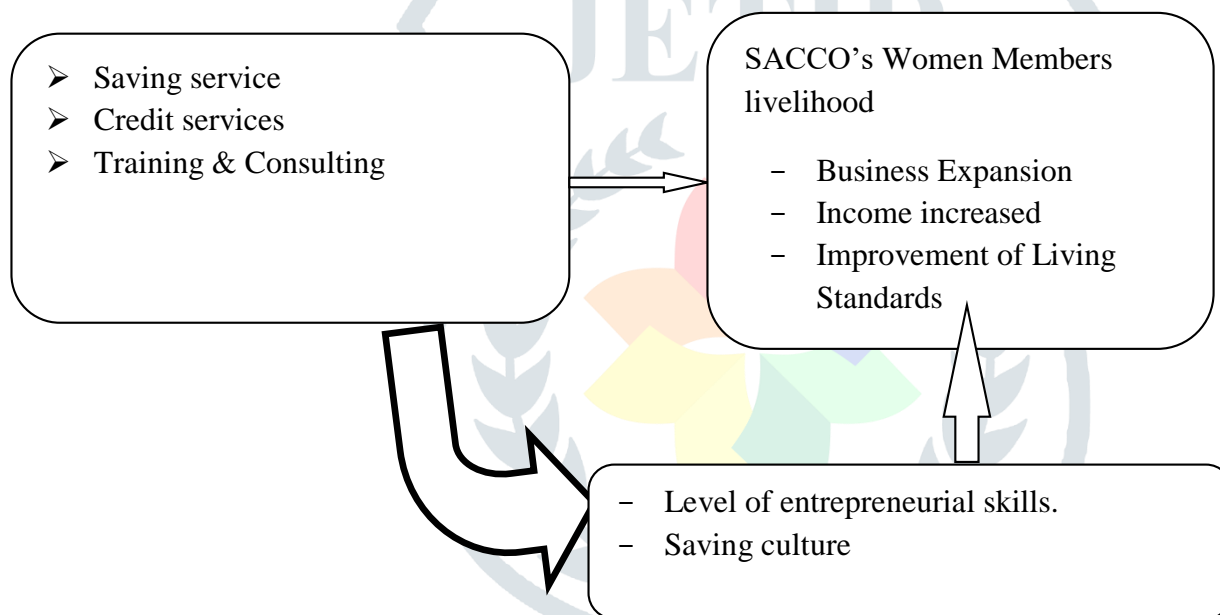 ➢ Saving service
➢ Credit services
➢ Training & Consulting
SACCO’s Women Members
livelihood
- Business Expansion
- Income increased
- Improvement of Living
Standards
- Level of entrepreneurial skills.
- Saving culture